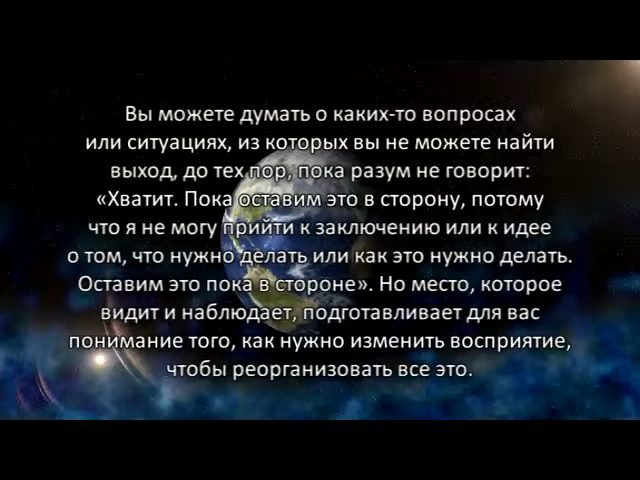 Вы можете думать о каких-то вопросах
или ситуациях, из которых вы не можете найти
выход, до тех пор, пока разум не говорит:
«Хватит. Пока оставим это в сторону, потому
что я не могу прийти к заключению или к идее
о том, что нужно делать или как это нужно делать.
Оставим это пока в стороне». Но место, которое
видит и наблюдает, подготавливает для вас
понимание того, как нужно изменить восприятие,
чтобы реорганизовать все это.